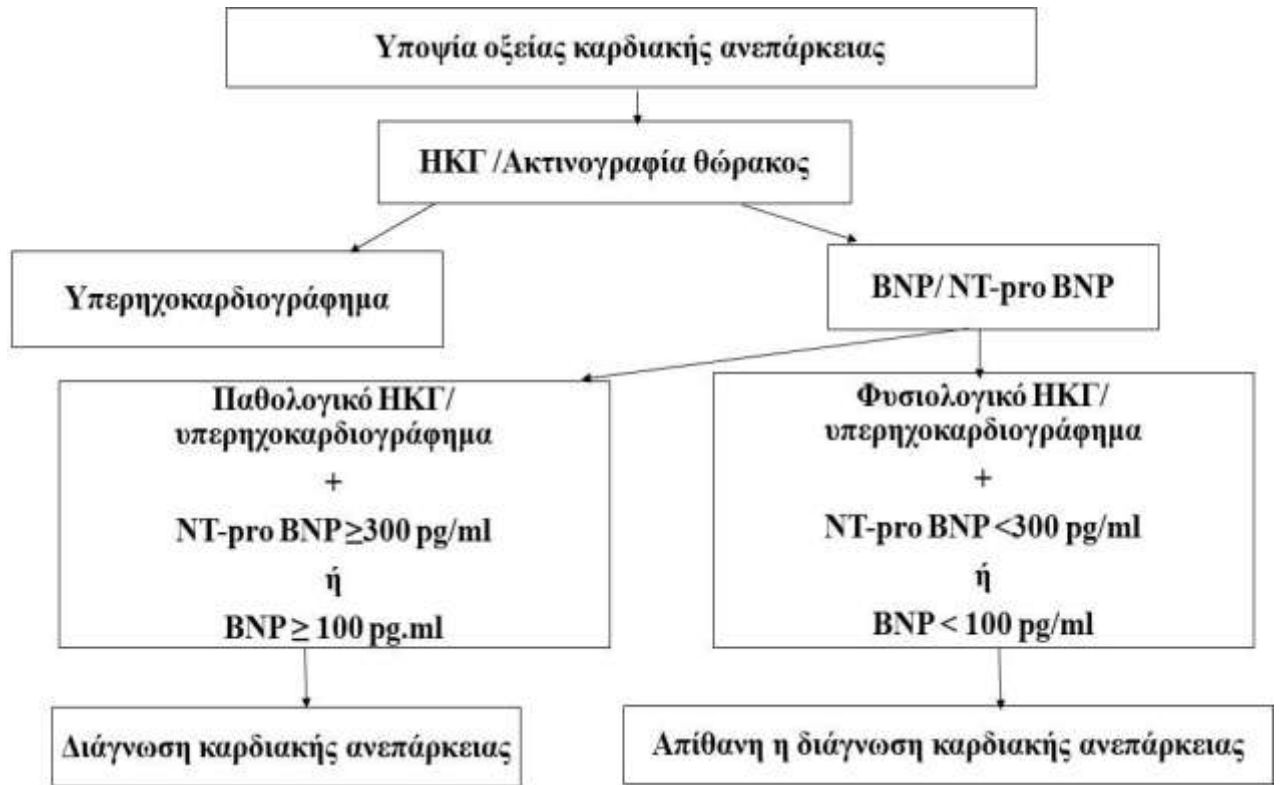 Υποψία οξείας καρδιακής ανεπάρκειας
ΗΚΓ /Ακτινογραφία θώρακος
Υπερηχοκαρδιογράφημα
BNP/ NT-pro BNP
Παθολογικό ΗΚΓ/
υπερηχοκαρδιογράφημα
+
NT-pro BNP ≥300 pg/ml
ή
BNP ≥ 100 pg.ml
Φυσιολογικό ΗΚΓ/
υπερηχοκαρδιογράφημα
+
NT-pro BNP <300 pg/ml
ή
BNP < 100 pg/ml
Διάγνωση καρδιακής ανεπάρκειας
Απίθανη η διάγνωση καρδιακής ανεπάρκειας